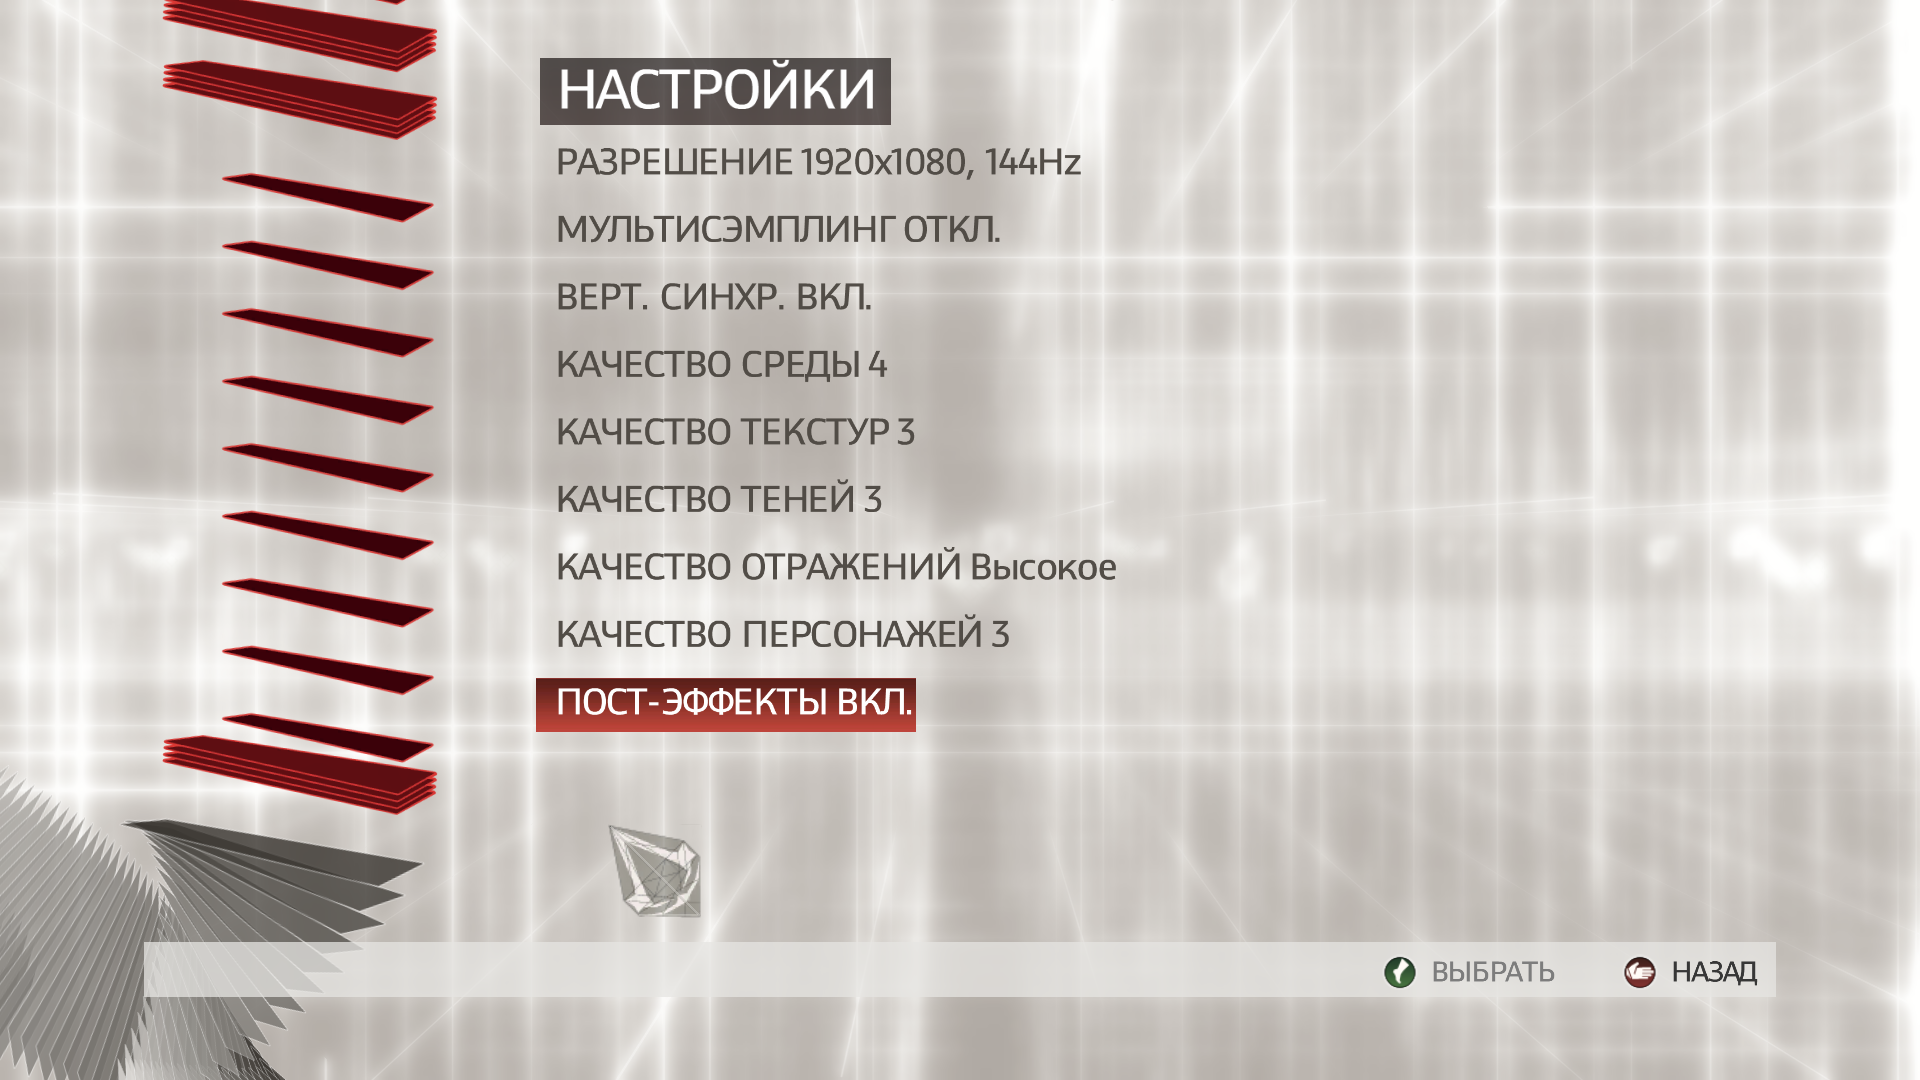 НАСТРОЙКИ
РАЗРЕШЕНИЕ 1920x1080, 144Hz
МУЛЬТИСЭМПЛИНГ ОТКЛ.
ВЕРТ. СИНХР. ВКЛ.
КАЧЕСТВО СРЕДЫ 4
КАЧЕСТВО ТЕКСТУР 3
КАЧЕСТВО ТЕНЕЙ 3
КАЧЕСТВО ОТРАЖЕНИЙ Высокое
КАЧЕСТВО ПЕРСОНАЖЕЙ 3
ПОСТ-ЭФФЕКТЫ ВКЛ.
ВЫБРАТЬ НАЗАД